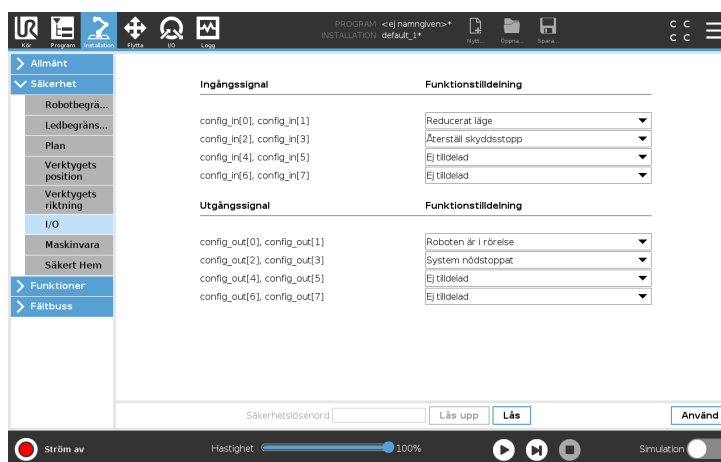 UR
PROGRAM <ej namngiven>*
INSTALLATION default_1*
Kör Program Installation Flytta I/O Logg Nytt... Öppna... Spara...
C C
C C
Allmänt
Säkerhet
Robotbegrä...
Ledbegräns...
Plan
Verktygets
position
Verktygets
riktning
I/O
Maskinvara
Säkert Hem
Funktioner
Fältbuss
Ingångssignal Funktionstilldelning
config_in[0], config_in[1] Reducerat läge
config_in[2], config_in[3] Återställ skyddsstopp
config_in[4], config_in[5] Ej tilldelad
config_in[6], config_in[7] Ej tilldelad
Utgångssignal Funktionstilldelning
config_out[0], config_out[1] Roboten är i rörelse
config_out[2], config_out[3] System nödstoppat
config_out[4], config_out[5] Ej tilldelad
config_out[6], config_out[7] Ej tilldelad
Säkerhetslösenord Lås upp Lås Använd
Ström av Hastighet 100% Simulation